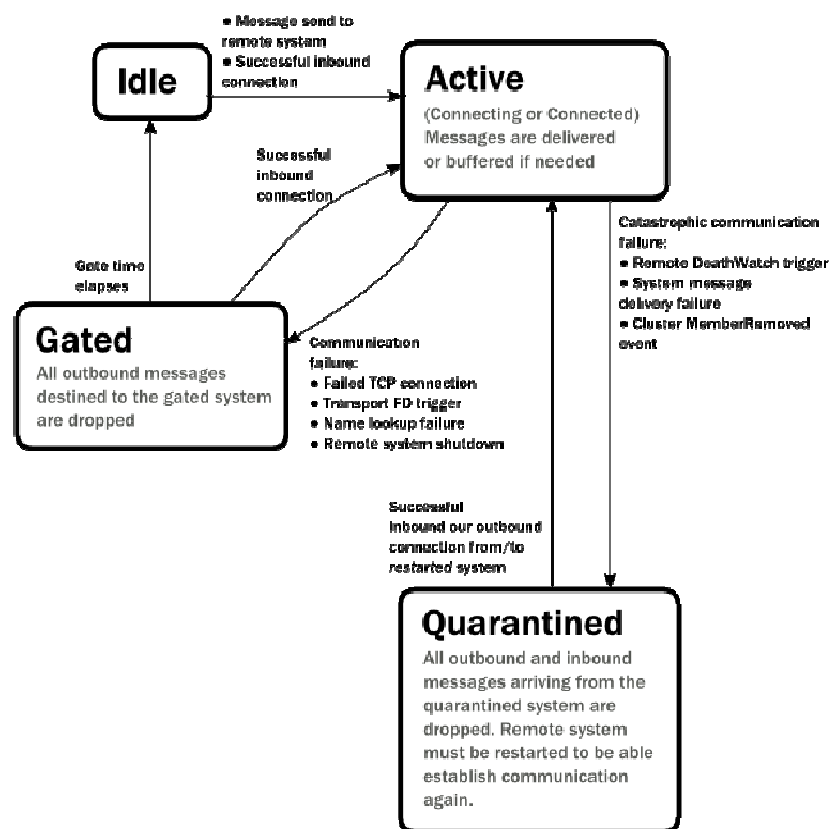 ● Message send to
remote system
● Successful inbound
connection
Idle
Active
(Connecting or Connected)
Messages are delivered
or buffered if needed
Successful
inbound
connection
Catastrophic communication
failure:
● Remote DeathWatch trigger
● System message
delivery failure
● Cluster MemberRemoved
event
Gate time
elapses
Gated
All outbound messages
destined to the gated system
are dropped
Communication
failure:
● Failed TCP connection
● Transport FD trigger
● Name lookup failure
● Remote system shutdown
Successful
inbound our outbound
connection from/to
restarted system
Quarantined
All outbound and inbound
messages arriving from the
quarantined system are
dropped. Remote system
must be restarted to be able
establish communication
again.